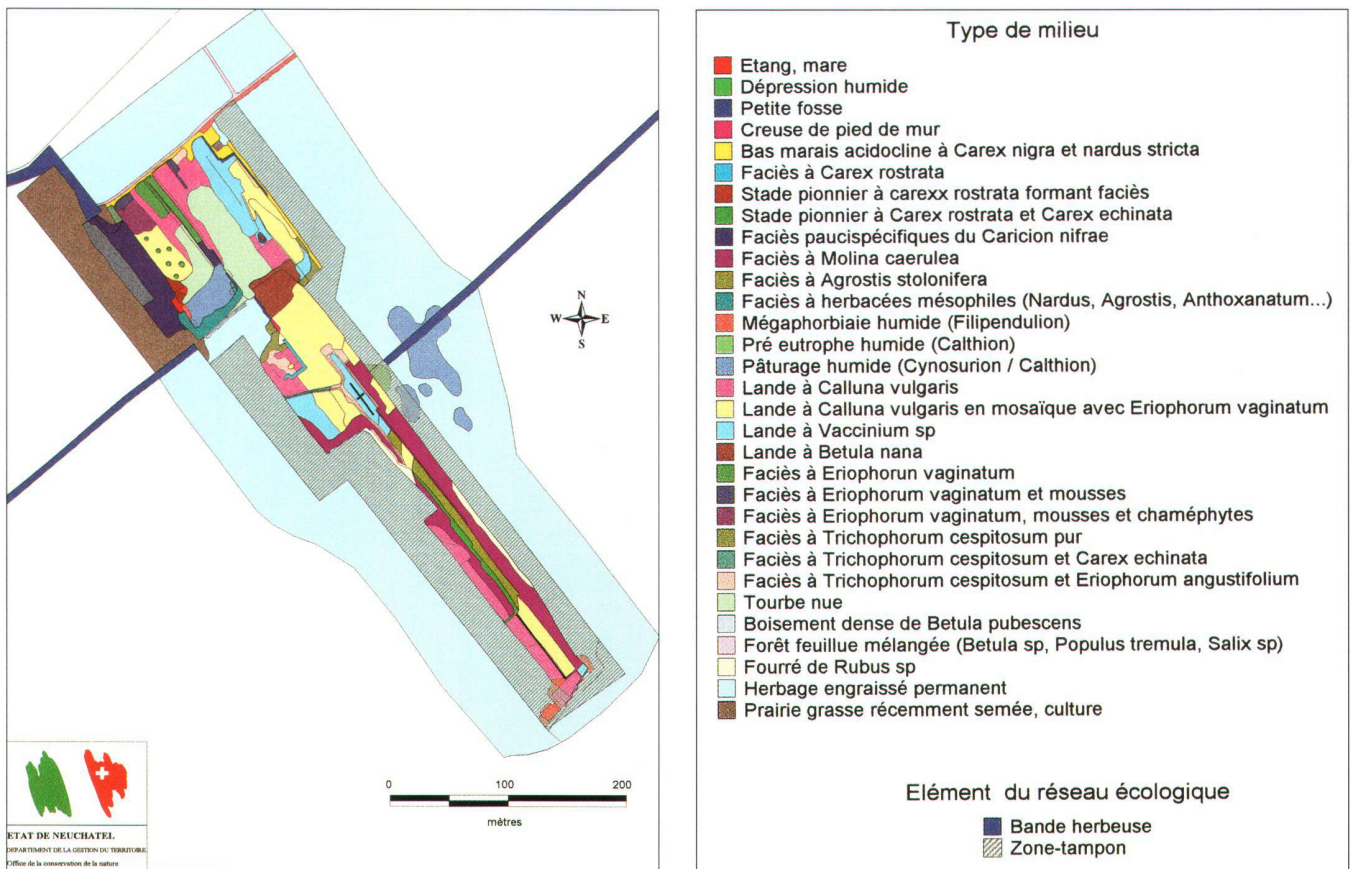 N
W E
S
0 100 200
mètres
ETAT DE NEUCHATEL
DEPARTEMENT DE LA GESTION DU TERRITOIRE
Office de la conservation de la nature
Type de milieu
Etang, mare
Dépression humide
Petite fosse
Creuse de pied de mur
Bas marais acidocline à Carex nigra et nardus stricta
Faciès à Carex rostrata
Stade pionnier à carexx rostrata formant faciès
Stade pionnier à Carex rostrata et Carex echinata
Faciès paucispécifiques du Caricion nifrae
Faciès à Molina caerulea
Faciès à Agrostis stolonifera
Faciès à herbacées mésophiles (Nardus, Agrostis, Anthoxanatum...)
Mégaphorbiaie humide (Filipendulion)
Pré eutrophe humide (Calthion)
Pâturage humide (Cynosurion / Calthion)
Lande à Calluna vulgaris
Lande à Calluna vulgaris en mosaïque avec Eriophorum vaginatum
Lande à Vaccinium sp
Lande à Betula nana
Faciès à Eriophorun vaginatum
Faciès à Eriophorum vaginatum et mousses
Faciès à Eriophorum vaginatum, mousses et chaméphytes
Faciès à Trichophorum cespitosum pur
Faciès à Trichophorum cespitosum et Carex echinata
Faciès à Trichophorum cespitosum et Eriophorum angustifolium
Tourbe nue
Boisement dense de Betula pubescens
Forêt feuillue mélangée (Betula sp, Populus tremula, Salix sp)
Fourré de Rubus sp
Herbage engraissé permanent
Prairie grasse récemment semée, culture
Elément du réseau écologique
Bande herbeuse
Zone-tampon